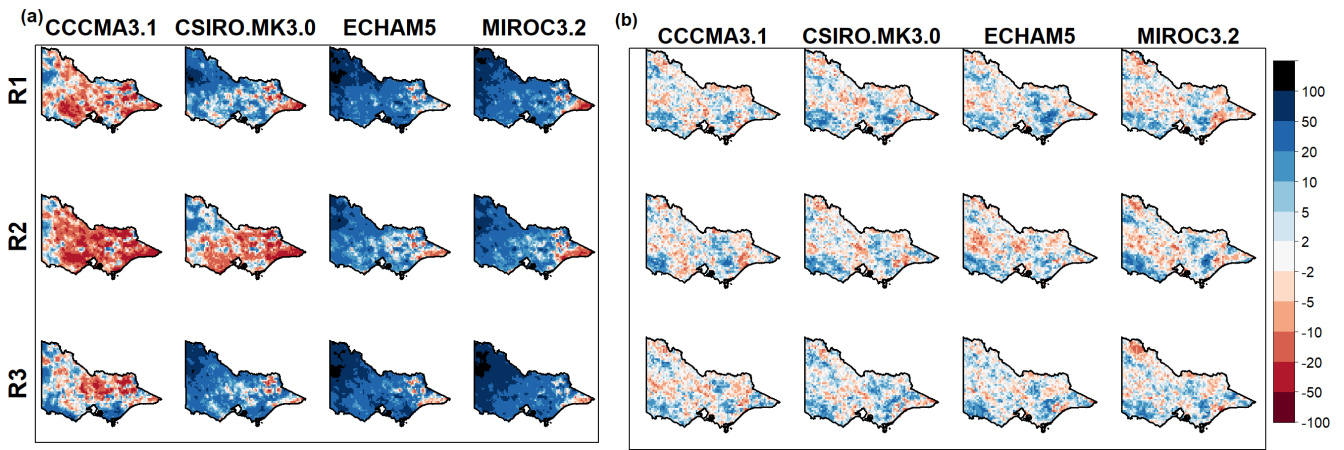 (a)
CCCMA3.1 CSIRO.MK3.0 ECHAM5 MIROC3.2
R1
R2
R3
(b)
CCCMA3.1 CSIRO.MK3.0 ECHAM5 MIROC3.2
100
50
20
10
5
2
-2
-5
-10
-20
-50
-100